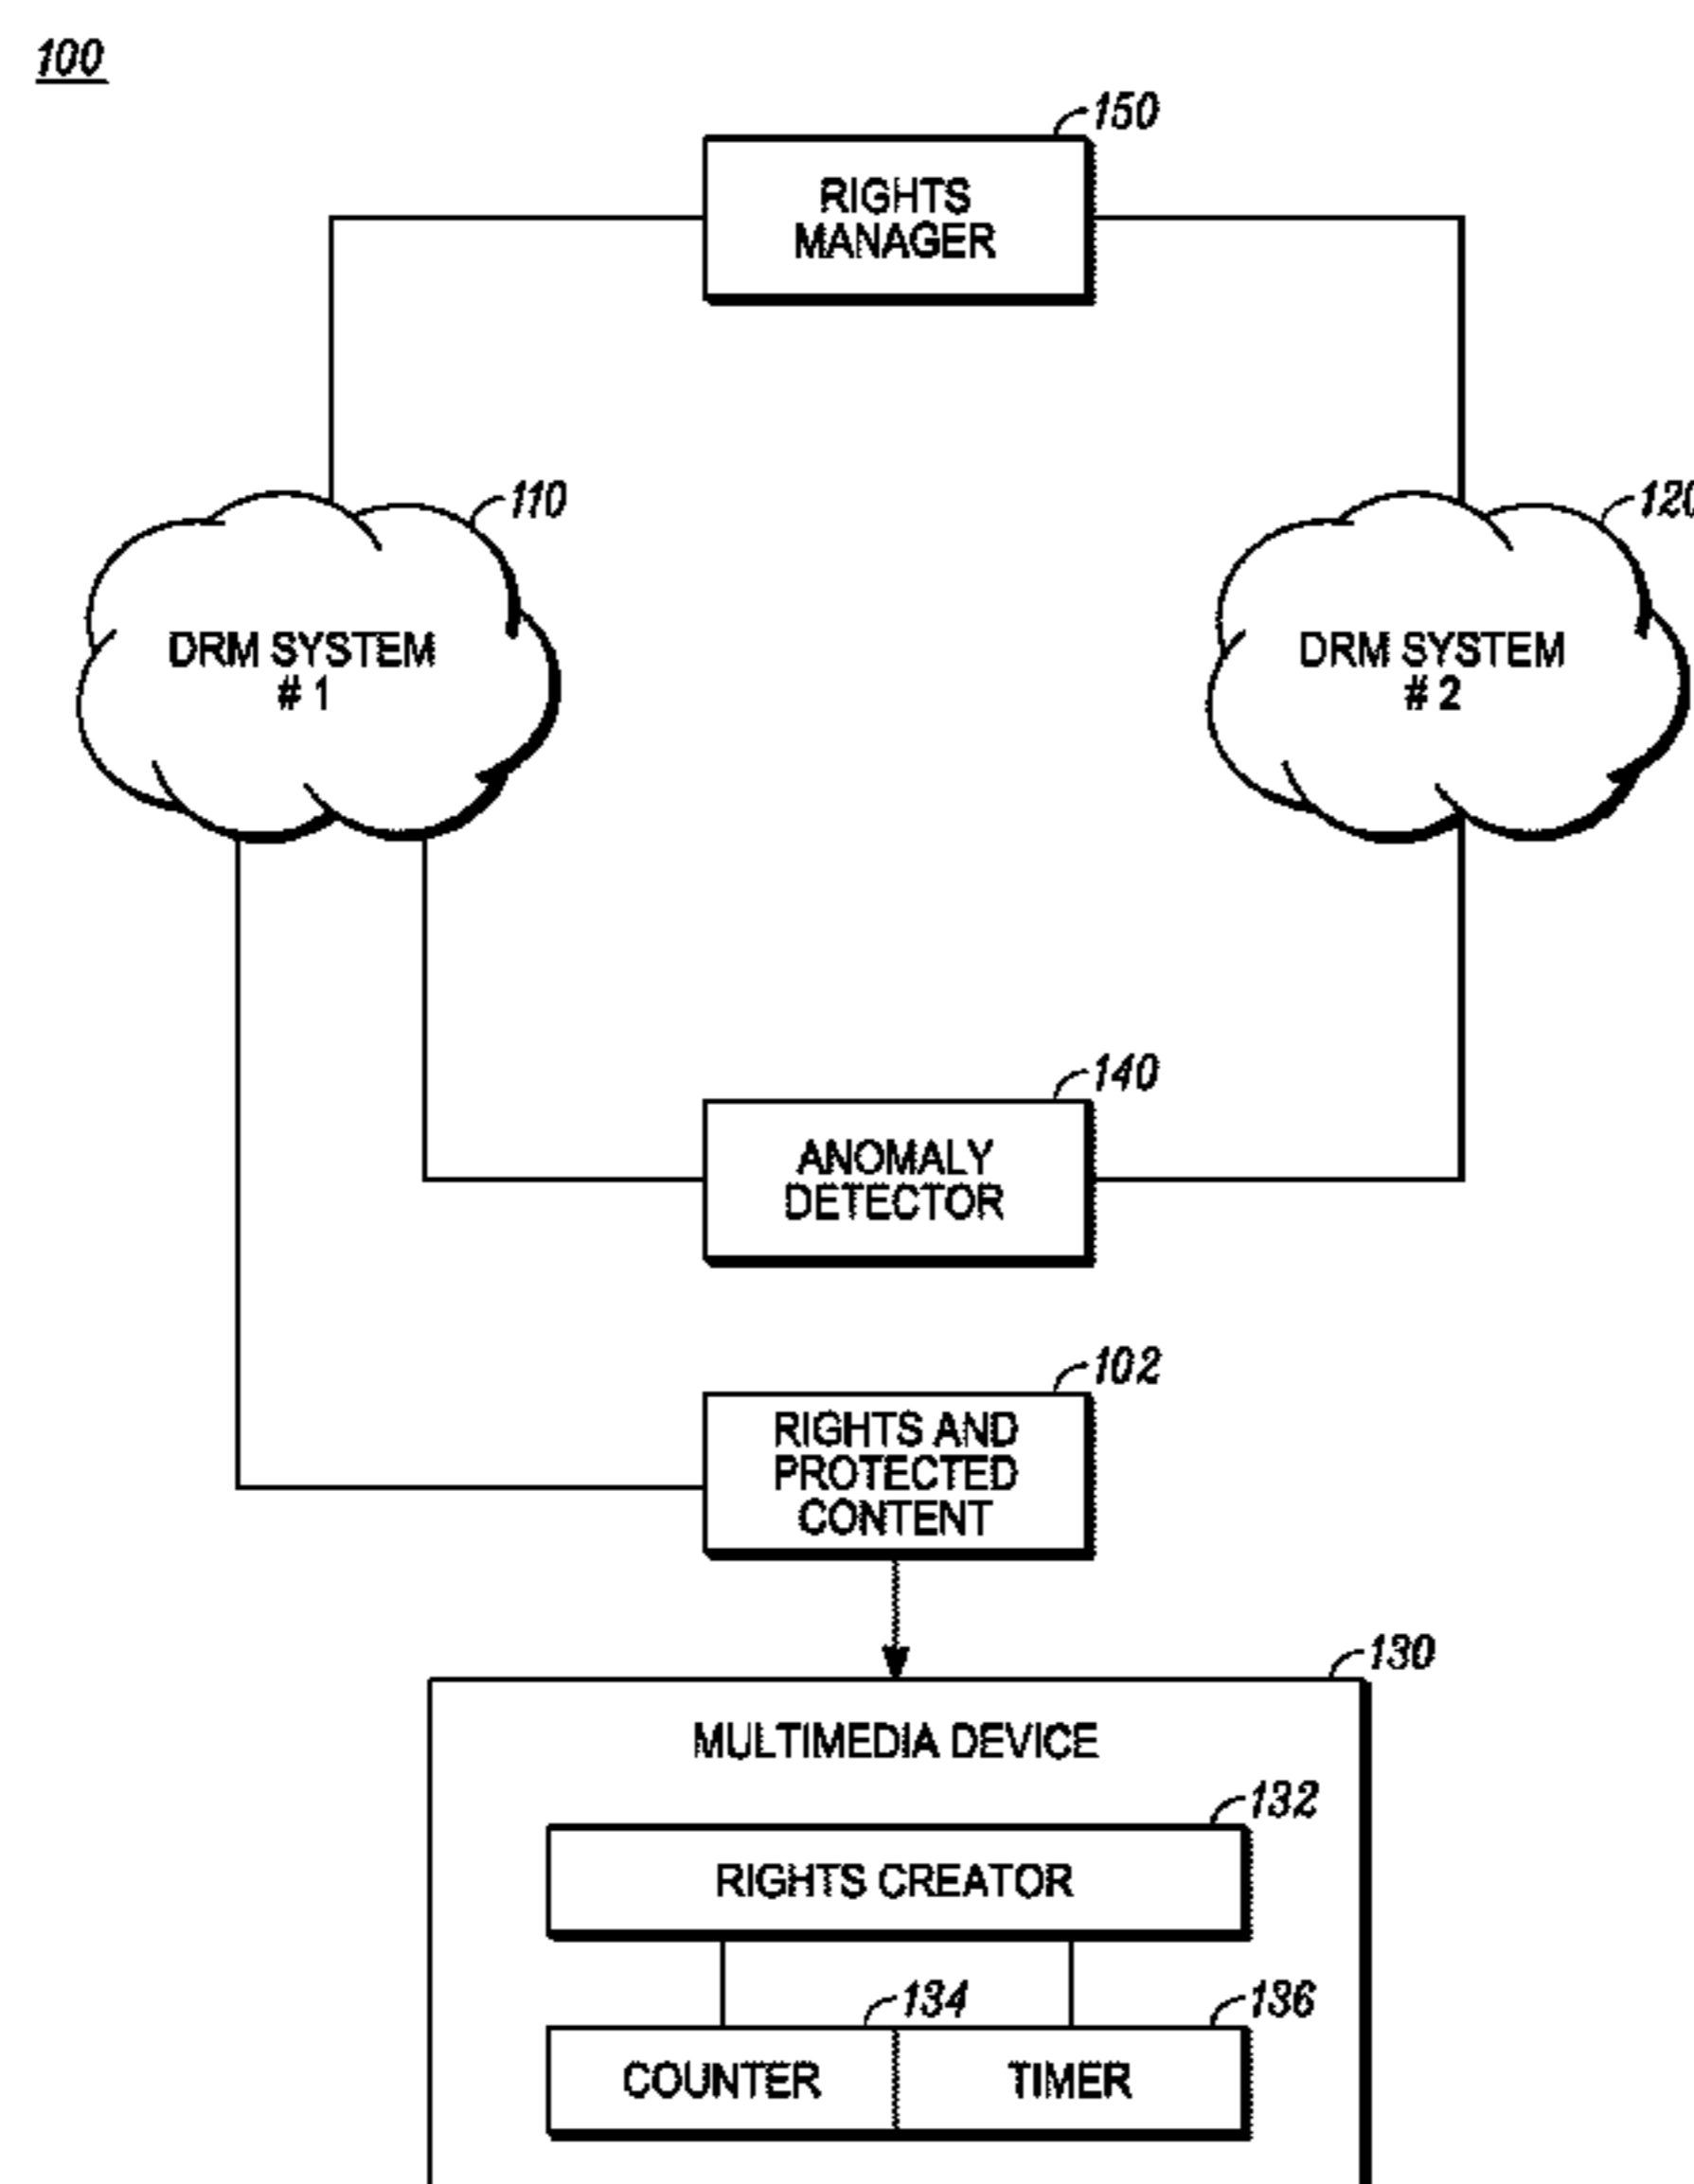 100
150
RIGHTS
MANAGER
110
120
DRM SYSTEM
# 1
DRM SYSTEM
# 2
140
ANOMALY
DETECTOR
102
RIGHTS AND
PROTECTED
CONTENT
130
MULTIMEDIA DEVICE
132
RIGHTS CREATOR
134
136
COUNTER
TIMER